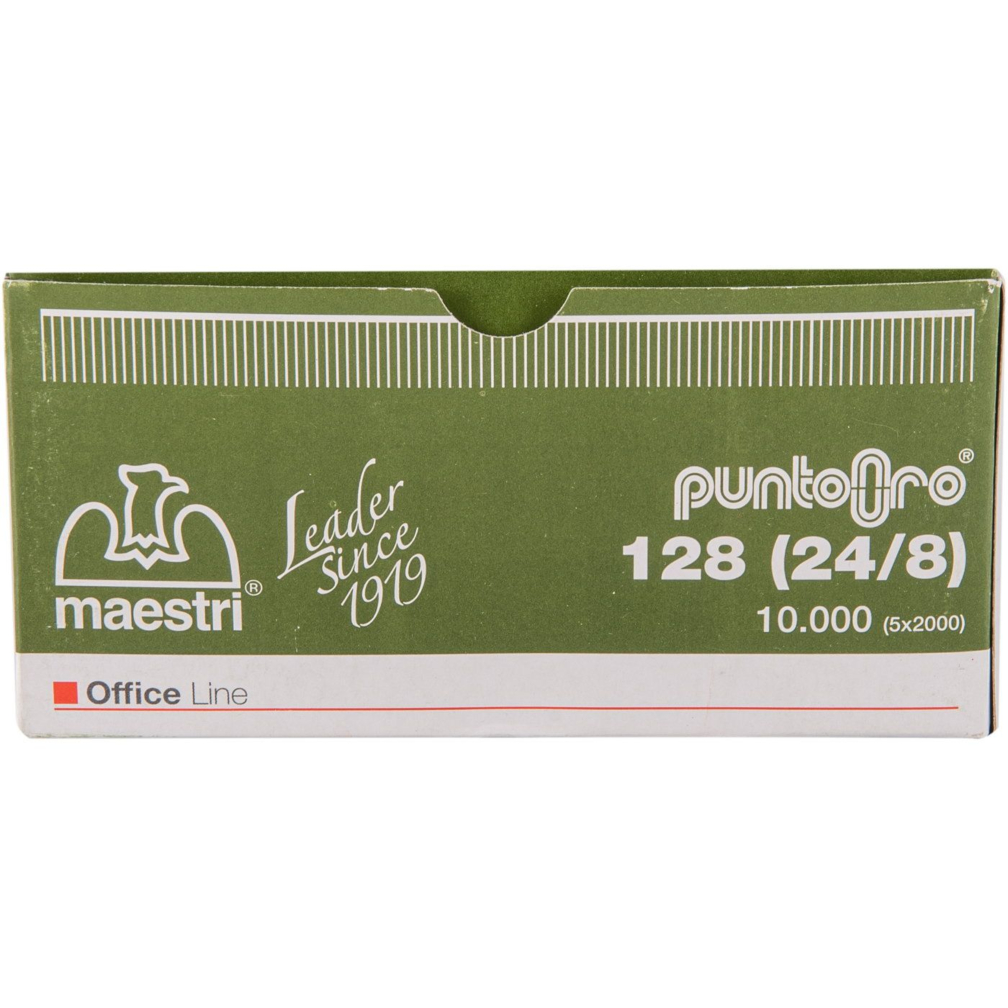 maestri®
Leader
Since
1919
puntoOro®
128 (24/8)
10.000 (5x2000)
Office Line